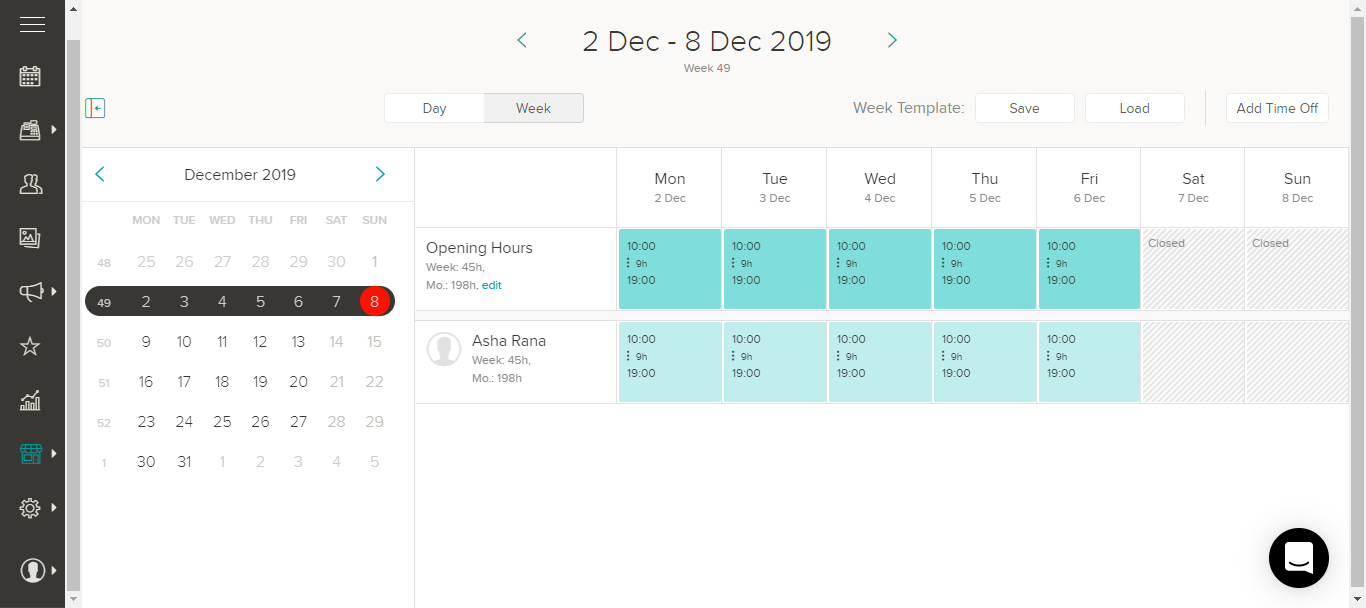 2 Dec - 8 Dec 2019
Week 49
Day Week Week Template: Save Load Add Time Off
December 2019
MON TUE WED THU FRI SAT SUN
48 25 26 27 28 29 30 1
49 2 3 4 5 6 7 8
50 9 10 11 12 13 14 15
51 16 17 18 19 20 21 22
52 23 24 25 26 27 28 29
1 30 31 1 2 3 4 5
Mon Tue Wed Thu Fri Sat Sun
2 Dec 3 Dec 4 Dec 5 Dec 6 Dec 7 Dec 8 Dec
Opening Hours
Week: 45h,
Mo.: 198h, edit
10:00 10:00 10:00 10:00 10:00 Closed Closed
9h 9h 9h 9h 9h
19:00 19:00 19:00 19:00 19:00
Asha Rana
Week: 45h,
Mo.: 198h
10:00 10:00 10:00 10:00 10:00
9h 9h 9h 9h 9h
19:00 19:00 19:00 19:00 19:00